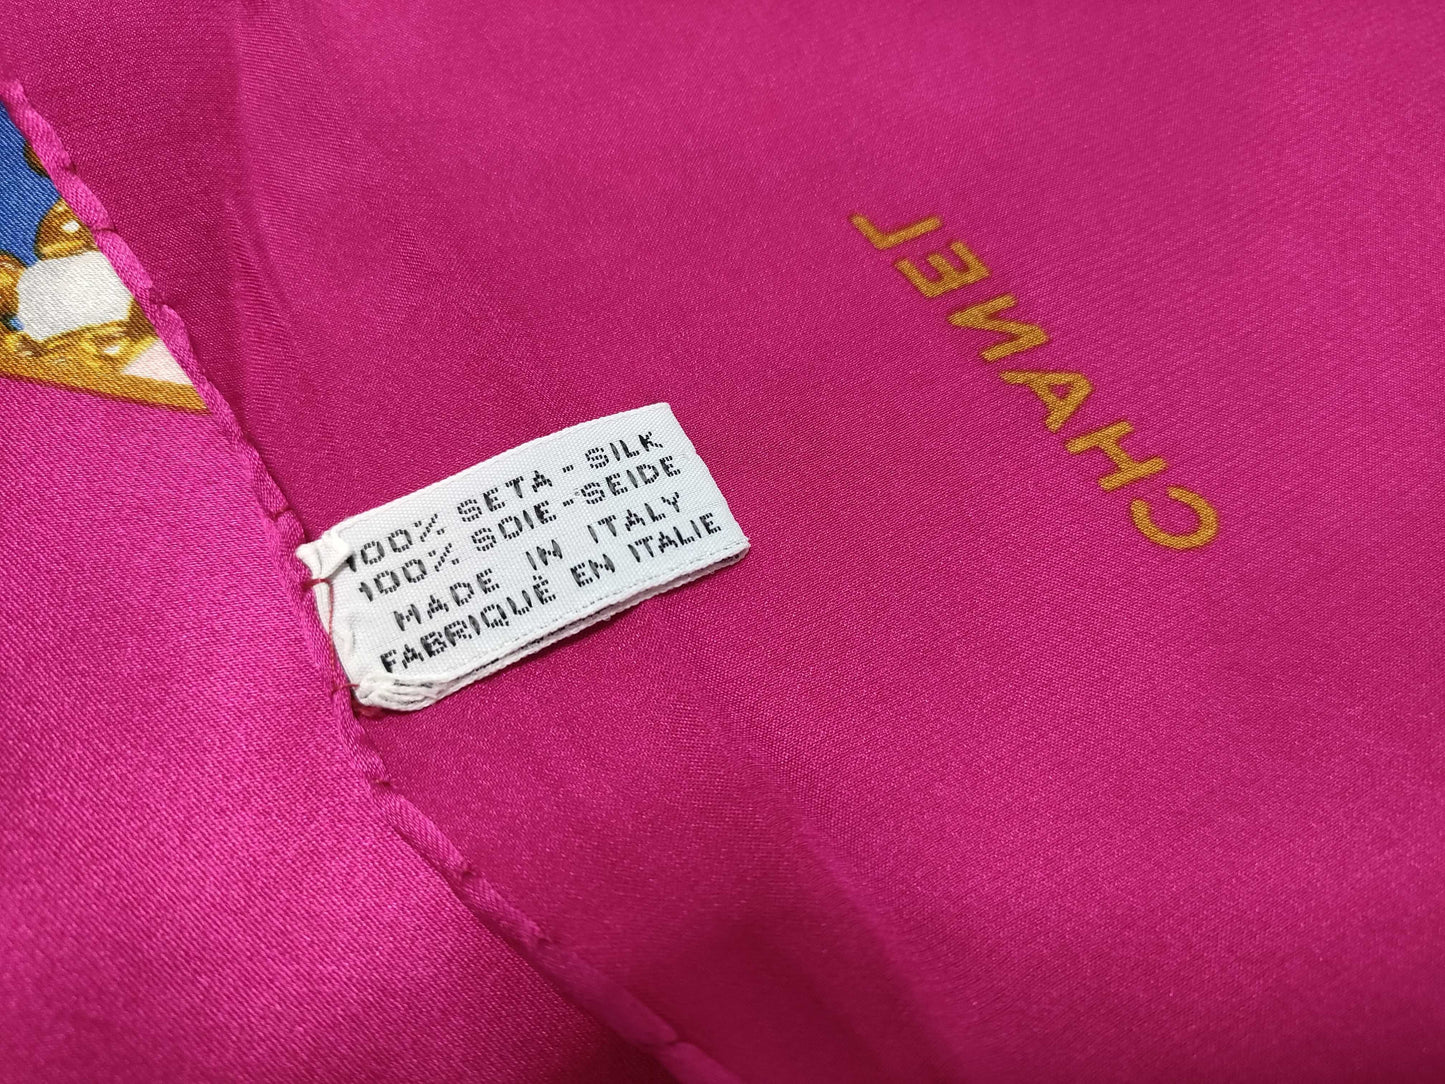 100% SETA - SILK
100% SOIE - SEIDE
MADE IN ITALY
FABRIQUÉ EN ITALIE
CHANEL